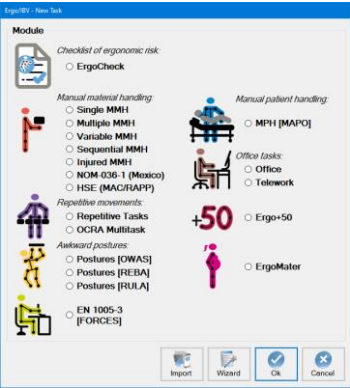 Ergo/IBV - New Task
Module
Checklist of ergonomic risk:
ErgoCheck
Manual material handling:
Single MMH
Multiple MMH
Variable MMH
Sequential MMH
Injured MMH
NOM-036-1 (Mexico)
HSE (MAC/RAPP)
Repetitive movements:
Repetitive Tasks
OCRA Multitask
Awkward postures:
Postures [OWAS]
Postures [REBA]
Postures [RULA]
EN 1005-3
[FORCES]
Manual patient handling:
MPH [MAPO]
Office tasks:
Office
Telework
+50
Ergo+50
ErgoMater
Import
Wizard
Ok
Cancel